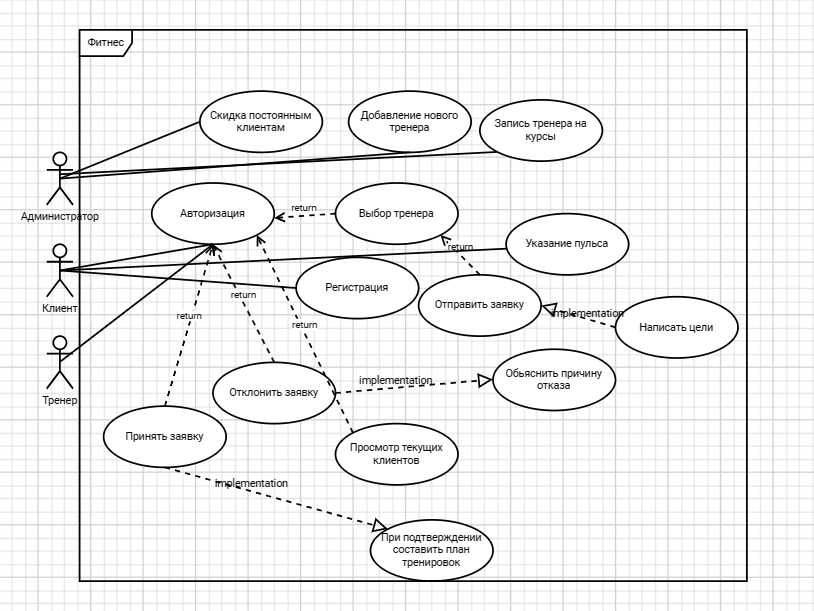 Фитнес
Скидка постоянным
клиентам
Добавление нового
тренера
Запись тренера на
курсы
Администратор
Авторизация
return
Выбор тренера
Указание пульса
return
Клиент
Регистрация
return
Отправить заявку
implementation
Написать цели
return
return
Тренер
implementation
Обьяснить причину
отказа
Отклонить заявку
Принять заявку
Просмотр текущих
клиентов
implementation
При подтверждении
составить план
тренировок